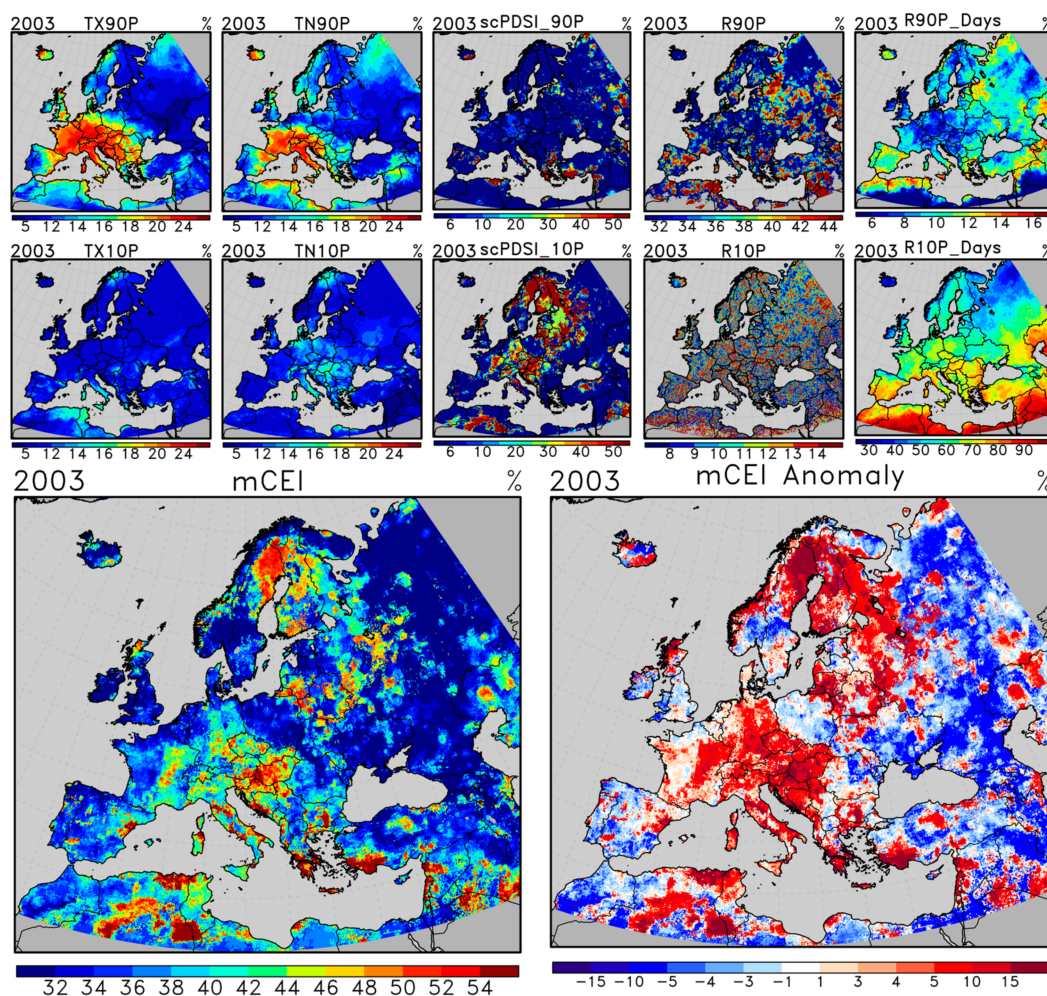 2003 TX90P %
5 12 16 18 20 24
2003 TN90P %
5 12 16 18 20 24
2003 scPDSI_90P %
6 10 20 30 40 50
2003 R90P %
32 34 36 38 40 42 44
2003 R90P_Days %
6 8 10 12 14 16
2003 TX10P %
5 12 16 18 20 24
2003 TN10P %
5 12 16 18 20 24
2003 scPDSI_10P %
6 10 20 30 40 50
2003 R10P %
8 9 10 11 12 13 14
2003 R10P_Days %
30 40 50 60 70 80 90
2003 mCEI %
32 34 36 38 40 42 44 46 48 50 52 54
2003 mCEI Anomaly %
-15 -10 -5 -4 -3 -1 1 3 4 5 10 15